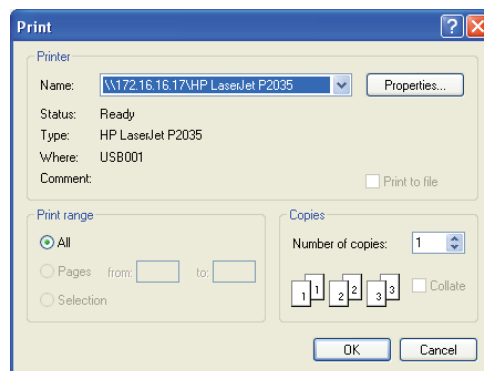 Print
Printer
Name: \\172.16.16.17\HP LaserJet P2035 Properties...
Status: Ready
Type: HP LaserJet P2035
Where: USB001
Comment: Print to file
Print range
All
Pages from: to:
Selection
Copies
Number of copies: 1
1 1 2 2 3 3 Collate
OK Cancel